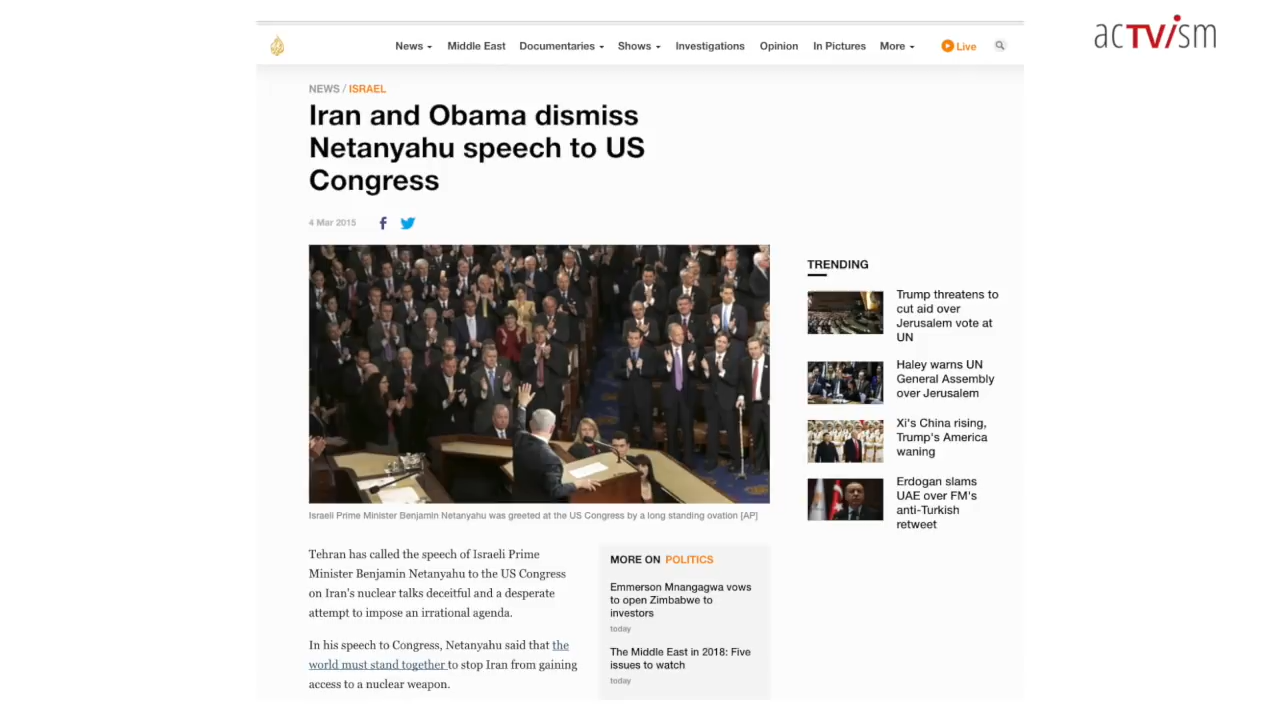 acTVism
News Middle East Documentaries Shows Investigations Opinion In Pictures More Live
NEWS / ISRAEL
Iran and Obama dismiss
Netanyahu speech to US
Congress
4 Mar 2015
Israeli Prime Minister Benjamin Netanyahu was greeted at the US Congress by a long standing ovation [AP]
Tehran has called the speech of Israeli Prime
Minister Benjamin Netanyahu to the US Congress
on Iran's nuclear talks deceitful and a desperate
attempt to impose an irrational agenda.
In his speech to Congress, Netanyahu said that the
world must stand together to stop Iran from gaining
access to a nuclear weapon.
MORE ON POLITICS
Emmerson Mnangagwa vows
to open Zimbabwe to
investors
today
The Middle East in 2018: Five
issues to watch
today
TRENDING
Trump threatens to
cut aid over
Jerusalem vote at
UN
Haley warns UN
General Assembly
over Jerusalem
Xi's China rising,
Trump's America
waning
Erdogan slams
UAE over FM's
anti-Turkish
retweet